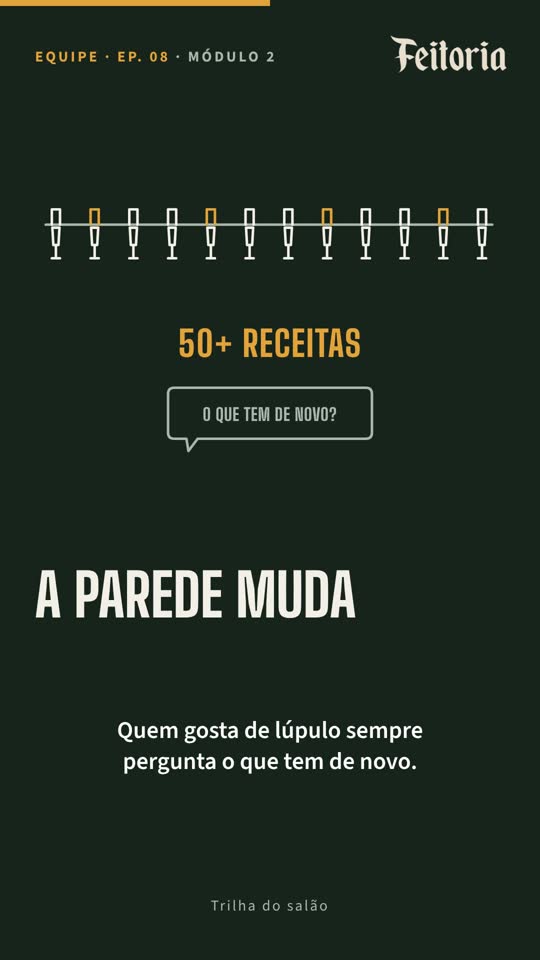 EQUIPE · EP. 08 · MÓDULO 2
Feitoria
50+ RECEITAS
O QUE TEM DE NOVO?
A PAREDE MUDA
Quem gosta de lúpulo sempre
pergunta o que tem de novo.
Trilha do salão